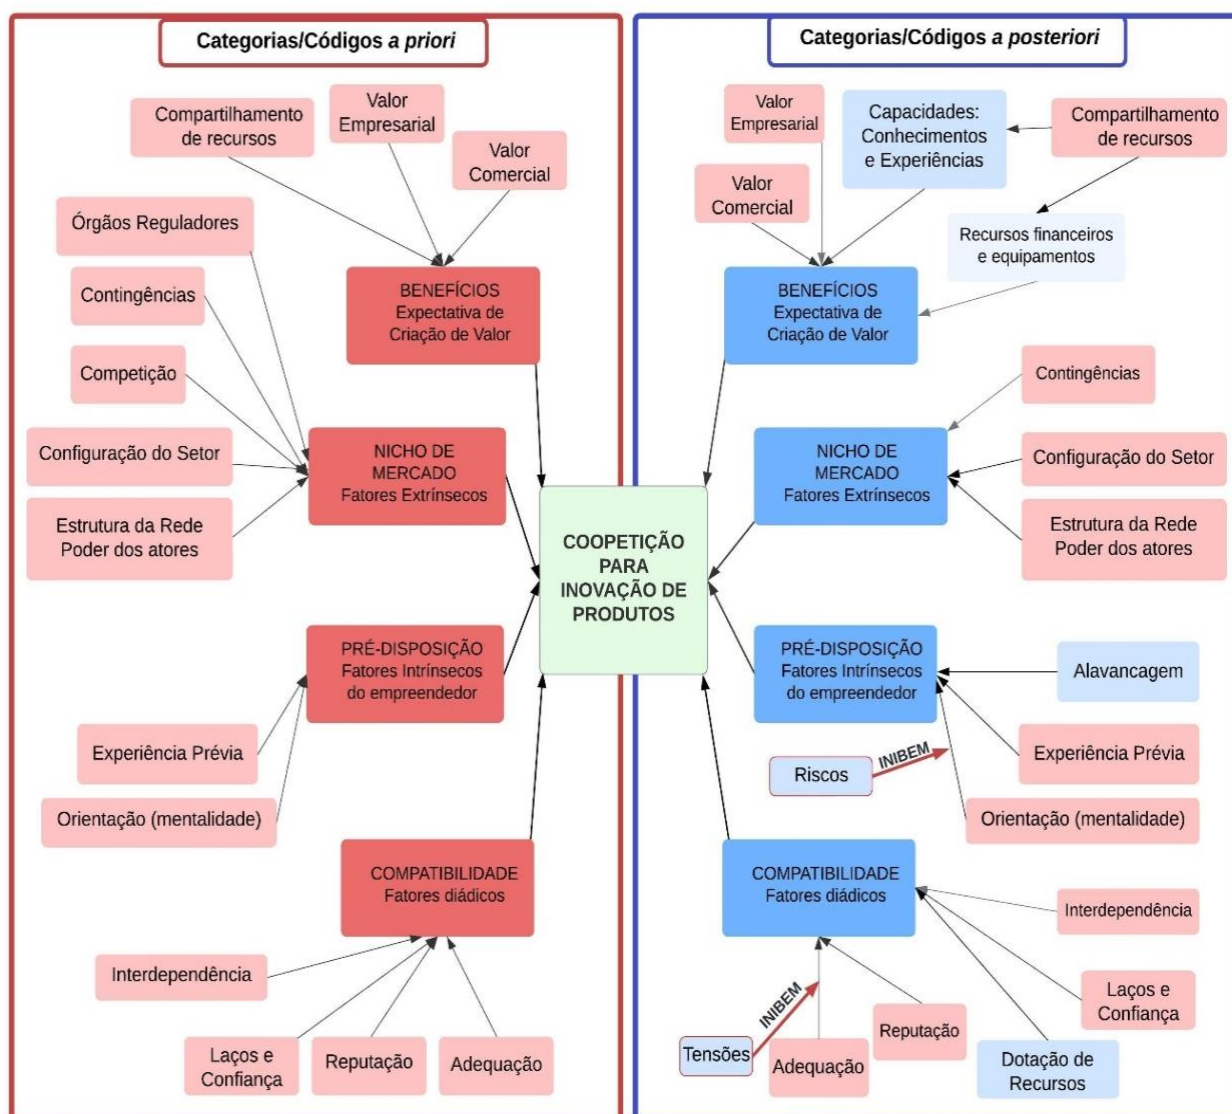 Categorias/Códigos a priori
Compartilhamento
de recursos
Valor
Empresarial
Valor
Comercial
Órgãos Reguladores
Contingências
Competição
Configuração do Setor
Estrutura da Rede
Poder dos atores
BENEFÍCIOS
Expectativa de
Criação de Valor
NICHO DE
MERCADO
Fatores Extrínsecos
PRÉ-DISPOSIÇÃO
Fatores Intrínsecos
do empreendedor
Experiência Prévia
Orientação (mentalidade)
COMPATIBILIDADE
Fatores diádicos
Interdependência
Laços e
Confiança
Reputação
Adequação
COOPETIÇÃO
PARA
INOVAÇÃO DE
PRODUTOS
Categorias/Códigos a posteriori
Valor
Empresarial
Valor
Comercial
Capacidades:
Conhecimentos
e Experiências
Compartilhamento
de recursos
Recursos financeiros
e equipamentos
BENEFÍCIOS
Expectativa de
Criação de Valor
Contingências
NICHO DE
MERCADO
Fatores Extrínsecos
Configuração do Setor
Estrutura da Rede
Poder dos atores
PRÉ-DISPOSIÇÃO
Fatores Intrínsecos
do empreendedor
Alavancagem
Experiência Prévia
Riscos
INIBEM
Orientação (mentalidade)
COMPATIBILIDADE
Fatores diádicos
Interdependência
Laços e
Confiança
Reputação
Tensões
INIBEM
Adequação
Dotação de
Recursos